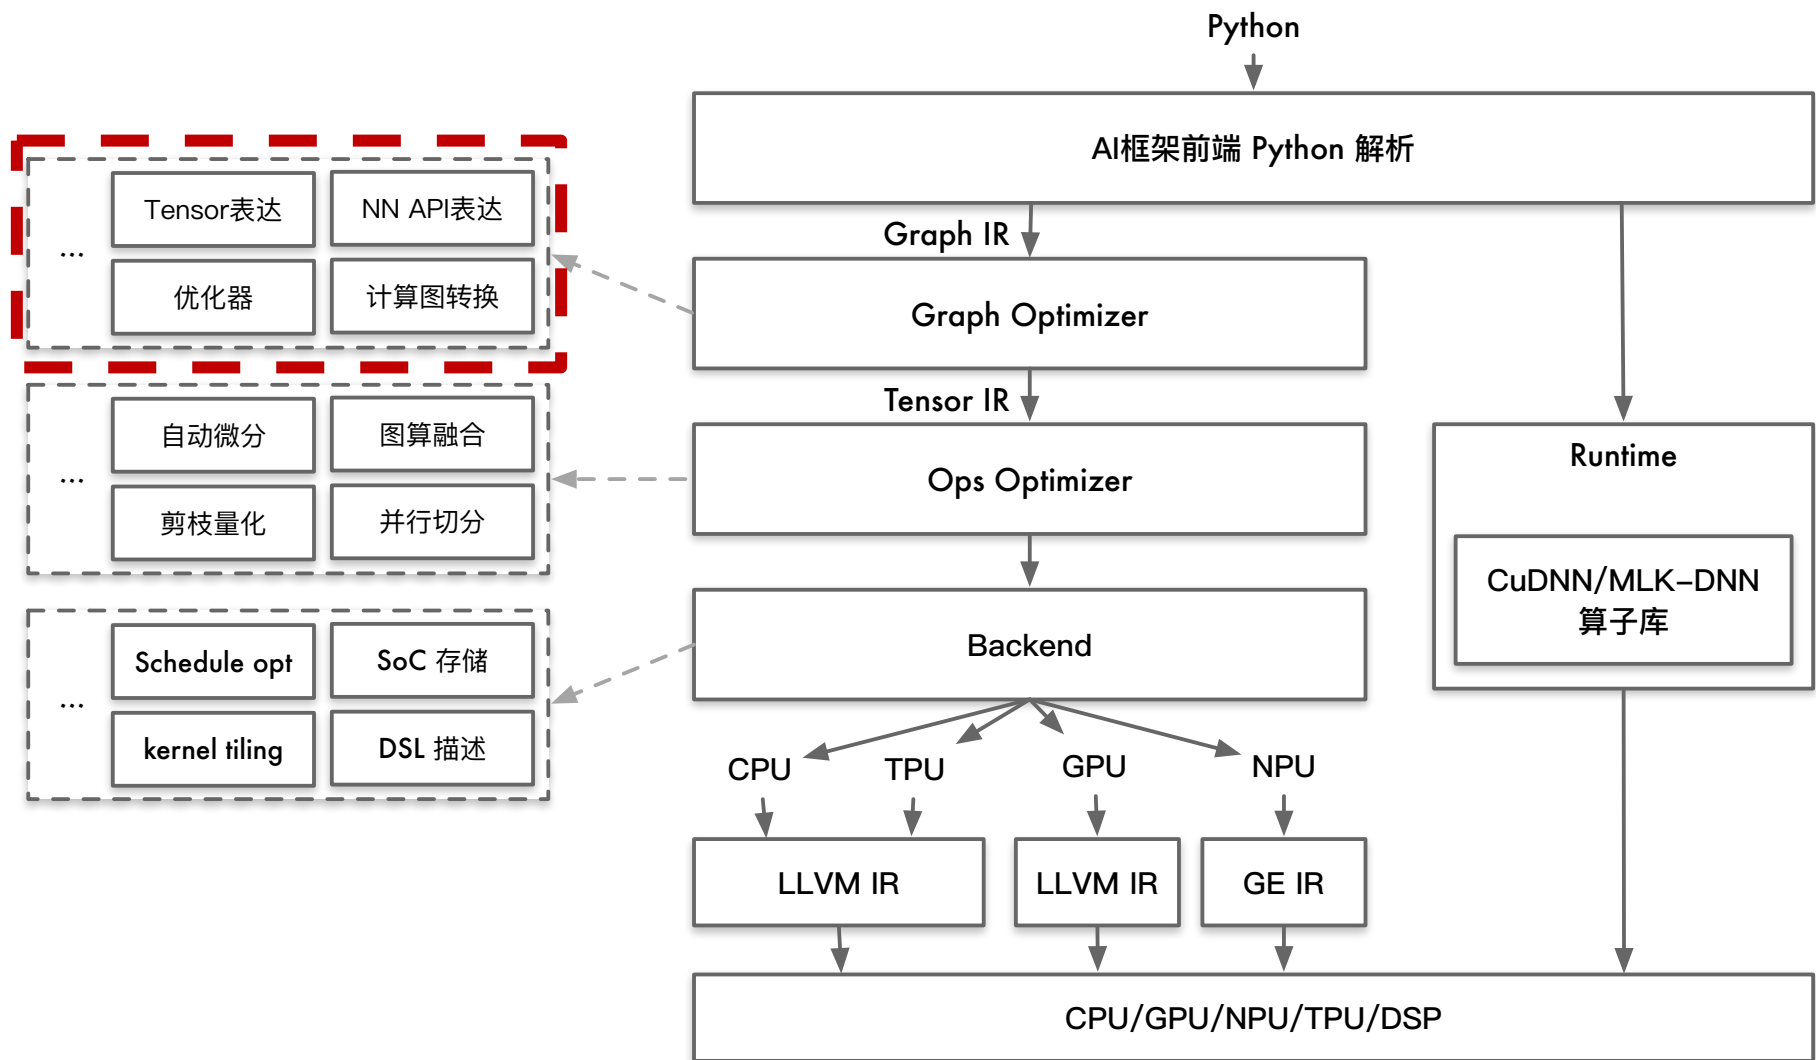 Python
AI框架前端 Python 解析
Graph IR
Graph Optimizer
Tensor IR
Ops Optimizer
Backend
CPU
TPU
GPU
NPU
LLVM IR
LLVM IR
GE IR
CPU/GPU/NPU/TPU/DSP
Runtime
CuDNN/MLK-DNN
算子库
...
Tensor表达
NN API表达
优化器
计算图转换
...
自动微分
图算融合
剪枝量化
并行切分
...
Schedule opt
SoC 存储
kernel tiling
DSL 描述